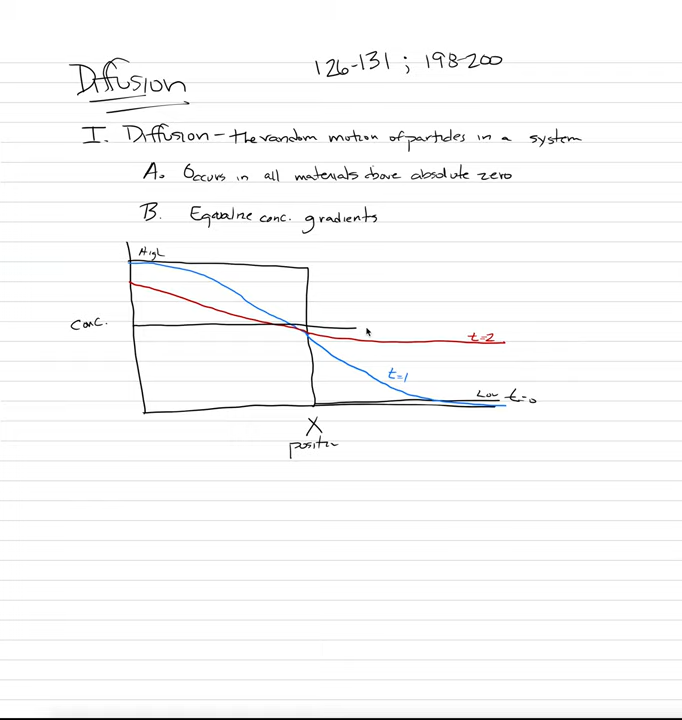 Diffusion
126-131 ; 198-200
I. Diffusion - the random motion of particles in a system
A. Occurs in all materials above absolute zero
B. Equalize conc. gradients
High
Conc.
t=2
t=1
Low t=0
X
position